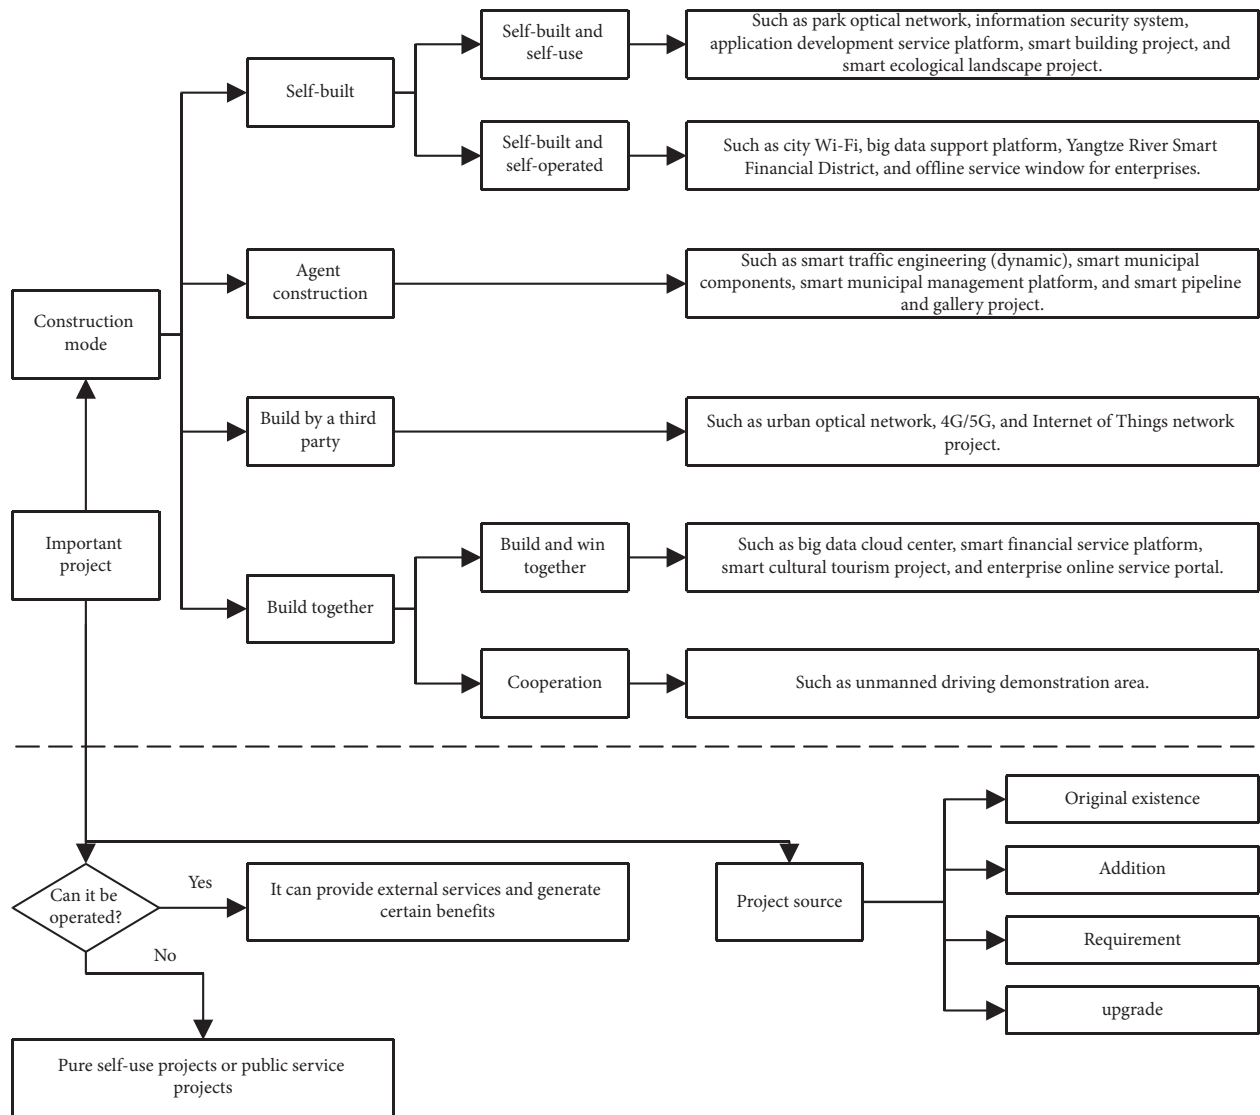 Self-built and
self-use
Such as park optical network, information security system,
application development service platform, smart building project, and
smart ecological landscape project.
Self-built
Self-built
and
self-operated
Such as city Wi-Fi, big data support platform, Yangtze River Smart
Financial District, and offline service window for enterprises.
Agent
construction
Such as smart traffic engineering (dynamic), smart municipal
components, smart municipal management platform, and smart pipeline
and gallery project.
Construction
mode
Build by a third
party
Such as urban optical network, 4G/5G, and Internet of Things network
project.
Important
project
Build and win
together
Such as big data cloud center, smart financial service platform,
smart cultural tourism project, and enterprise online service portal.
Build together
Cooperation
Such as unmanned driving demonstration area.
Original existence
Addition
Can it be
operated?
Yes
It can provide external services and generate
certain benefits
Project source
Requirement
No
upgrade
Pure self-use projects or public service
projects